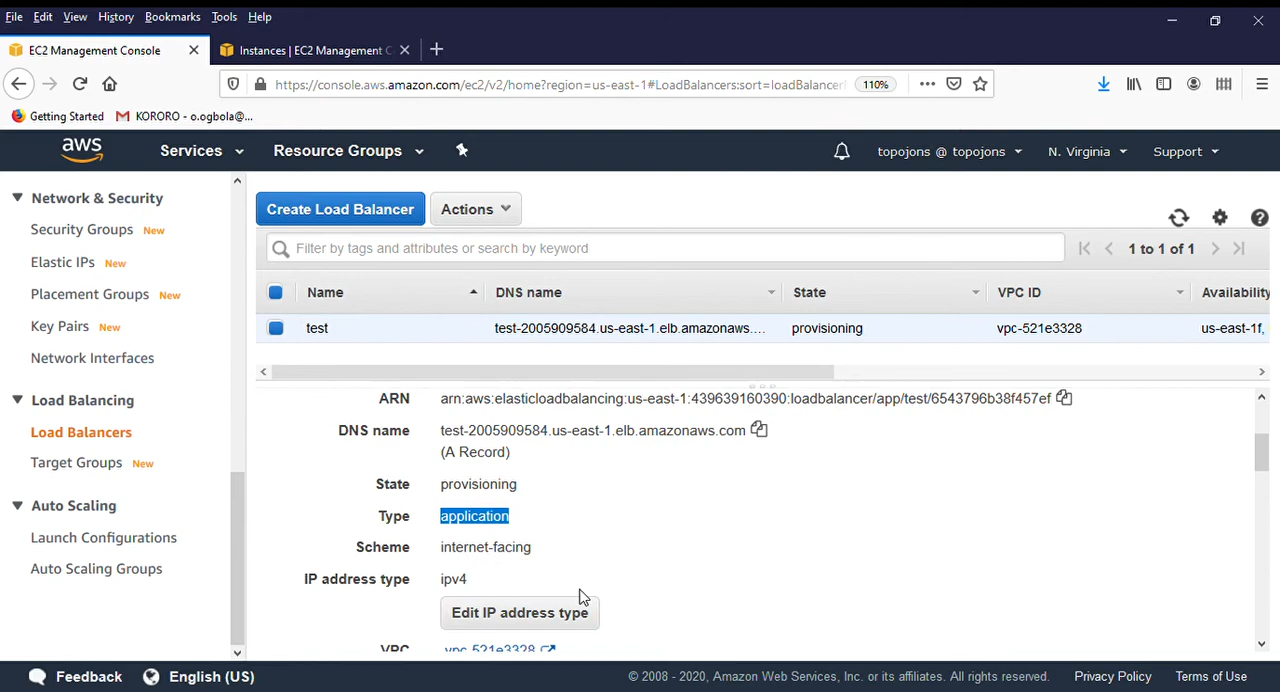 File Edit View History Bookmarks Tools Help
EC2 Management Console
Instances | EC2 Management C
https://console.aws.amazon.com/ec2/v2/home?region=us-east-1#LoadBalancers:sort=loadBalancer
110%
Getting Started
KORORO - o.ogbola@...
aws
Services
Resource Groups
topojons @ topojons
N. Virginia
Support
Network & Security
Security Groups New
Elastic IPs New
Placement Groups New
Key Pairs New
Network Interfaces
Load Balancing
Load Balancers
Target Groups New
Auto Scaling
Launch Configurations
Auto Scaling Groups
Create Load Balancer
Actions
Filter by tags and attributes or search by keyword
1 to 1 of 1
Name DNS name State VPC ID Availability
test test-2005909584.us-east-1.elb.amazonaws.... provisioning vpc-521e3328 us-east-1f,
ARN arn:aws:elasticloadbalancing:us-east-1:439639160390:loadbalancer/app/test/6543796b38f457ef
DNS name test-2005909584.us-east-1.elb.amazonaws.com
(A Record)
State provisioning
Type application
Scheme internet-facing
IP address type ipv4
Edit IP address type
VPC vpc-521e3328
Feedback
English (US)
© 2008 - 2020, Amazon Web Services, Inc. or its affiliates. All rights reserved.
Privacy Policy
Terms of Use